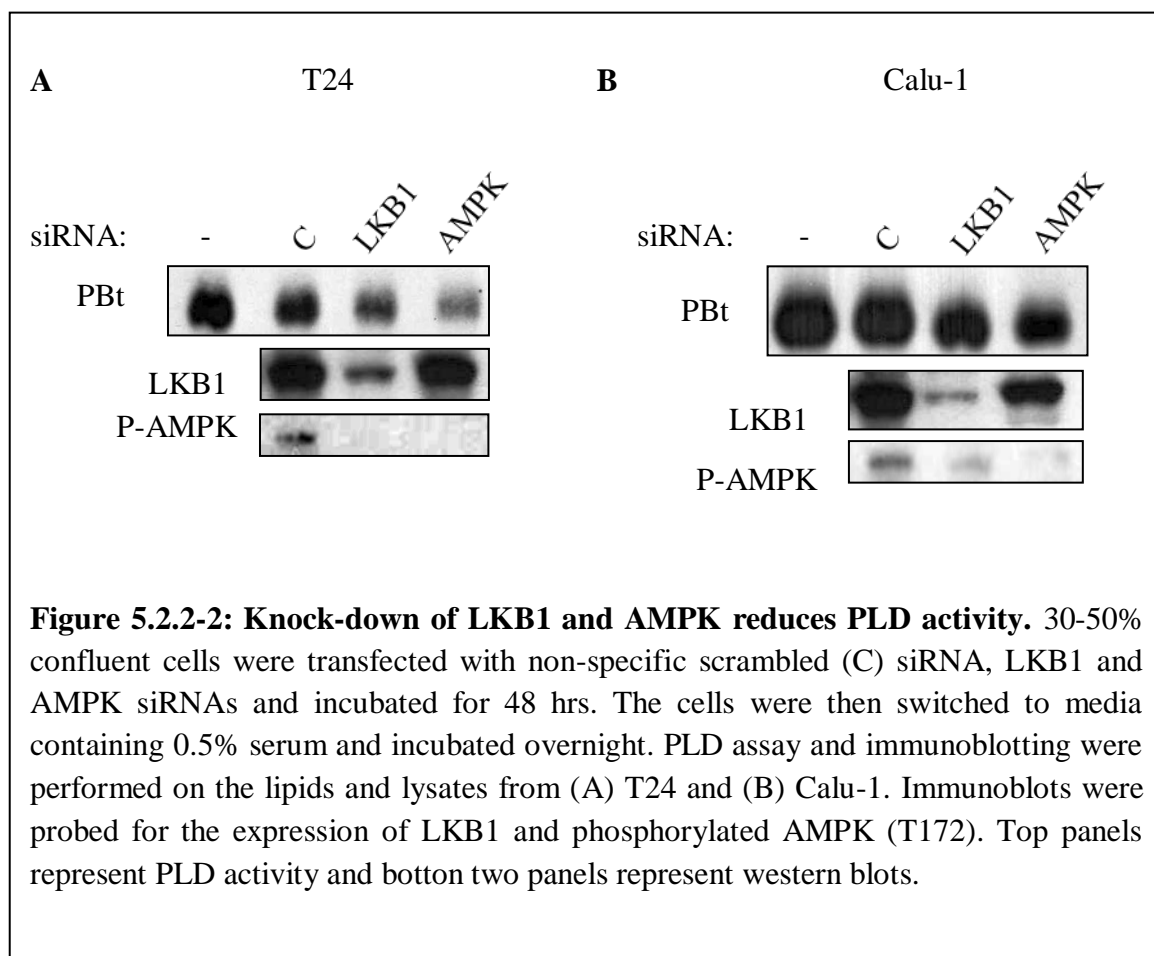 A T24
siRNA: - C LKB1 AMPK
PBt
LKB1
P-AMPK
B Calu-1
siRNA: - C LKB1 AMPK
PBt
LKB1
P-AMPK
Figure 5.2.2-2: Knock-down of LKB1 and AMPK reduces PLD activity. 30-50%
confluent cells were transfected with non-specific scrambled (C) siRNA, LKB1 and
AMPK siRNAs and incubated for 48 hrs. The cells were then switched to media
containing 0.5% serum and incubated overnight. PLD assay and immunoblotting were
performed on the lipids and lysates from (A) T24 and (B) Calu-1. Immunoblots were
probed for the expression of LKB1 and phosphorylated AMPK (T172). Top panels
represent PLD activity and botton two panels represent western blots.